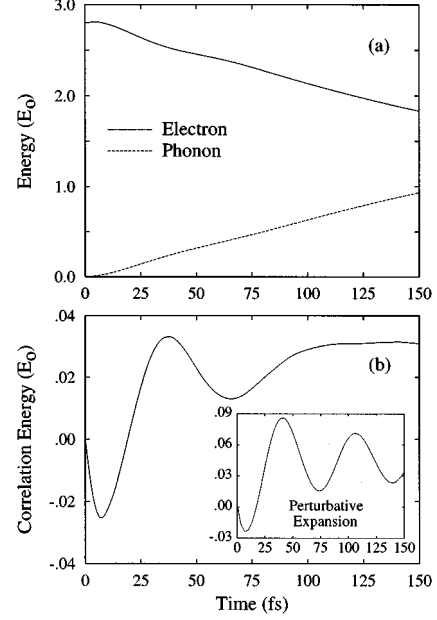 3.0
(a)
2.0
Energy (E₀)
Electron
Phonon
1.0
0.0
0 25 50 75 100 125 150
.04
(b)
.02
0.00
Correlation Energy (E₀)
-.02
-.04
.09
.06
.03
.00
-.03
Perturbative
Expansion
0 25 50 75 100 125 150
0 25 50 75 100 125 150
Time (fs)